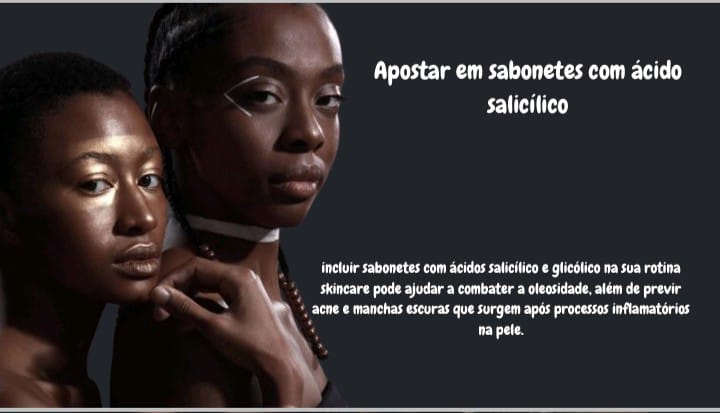 Apostar em sabonetes com ácido
salicílico
incluir sabonetes com ácidos salicílico e glicólico na sua rotina
skincare pode ajudar a combater a oleosidade, além de previr
acne e manchas escuras que surgem após processos inflamatórios
na pele.